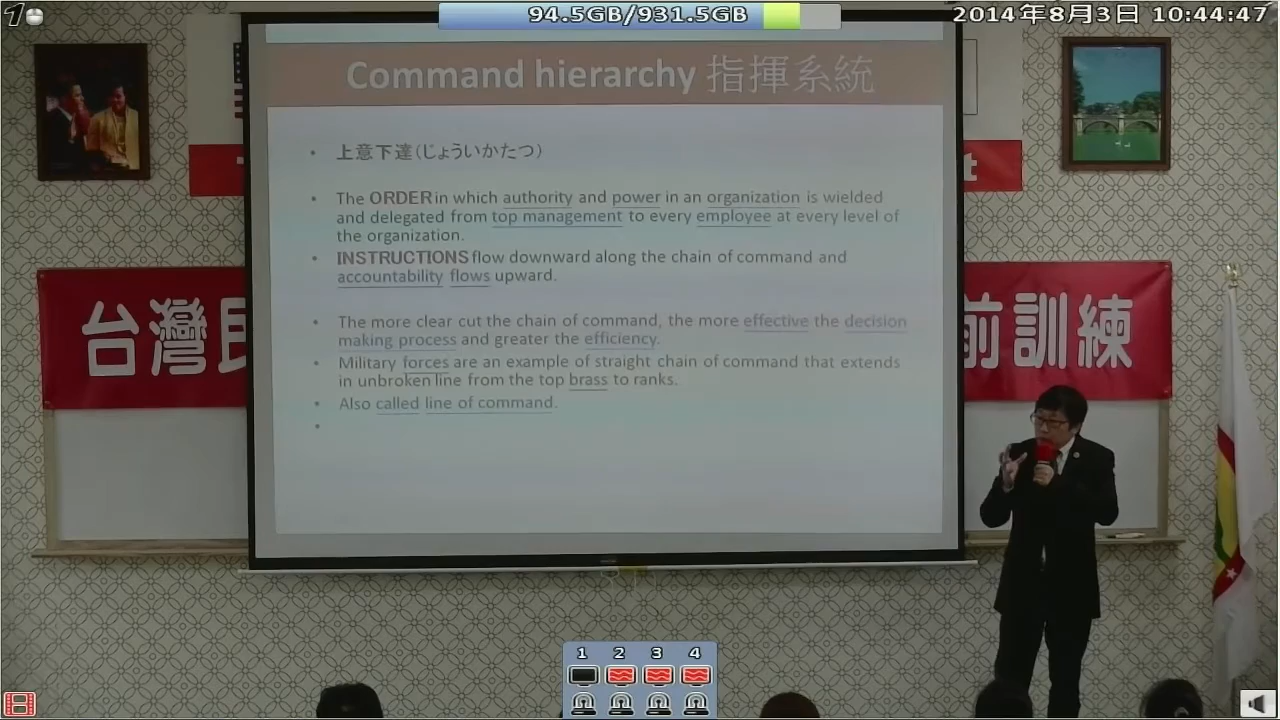 94.5GB/931.5GB
2014年8月3日 10:44:47
Command hierarchy 指揮系統
上意下達(じょういかたつ)
The ORDER in which authority and power in an organization is wielded
and delegated from top management to every employee at every level of
the organization.
INSTRUCTIONS flow downward along the chain of command and
accountability flows upward.
The more clear cut the chain of command, the more effective the decision
making process and greater the efficiency.
Military forces are an example of straight chain of command that extends
in unbroken line from the top brass to ranks.
Also called line of command.
t
台灣民
前訓練
1 2 3 4